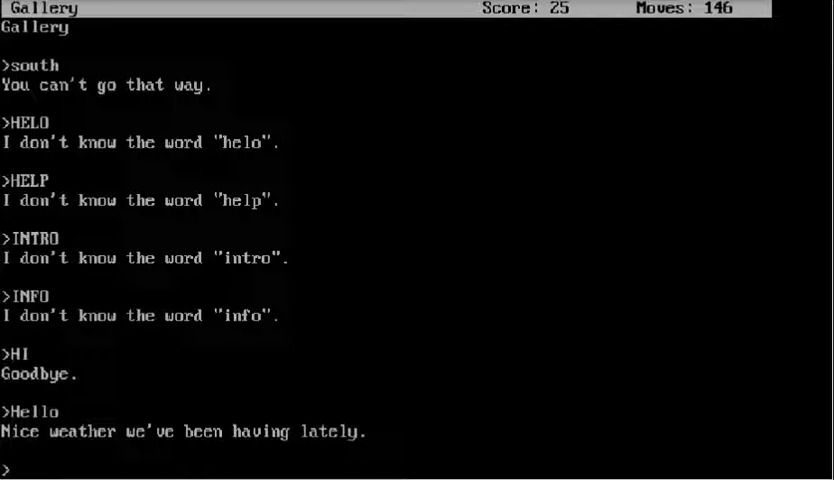 Gallery Score: 25 Moves: 146
Gallery
>south
You can't go that way.
>HELO
I don't know the word "helo".
>HELP
I don't know the word "help".
>INTRO
I don't know the word "intro".
>INFO
I don't know the word "info".
>HI
Goodbye.
>Hello
Nice weather we've been having lately.
>